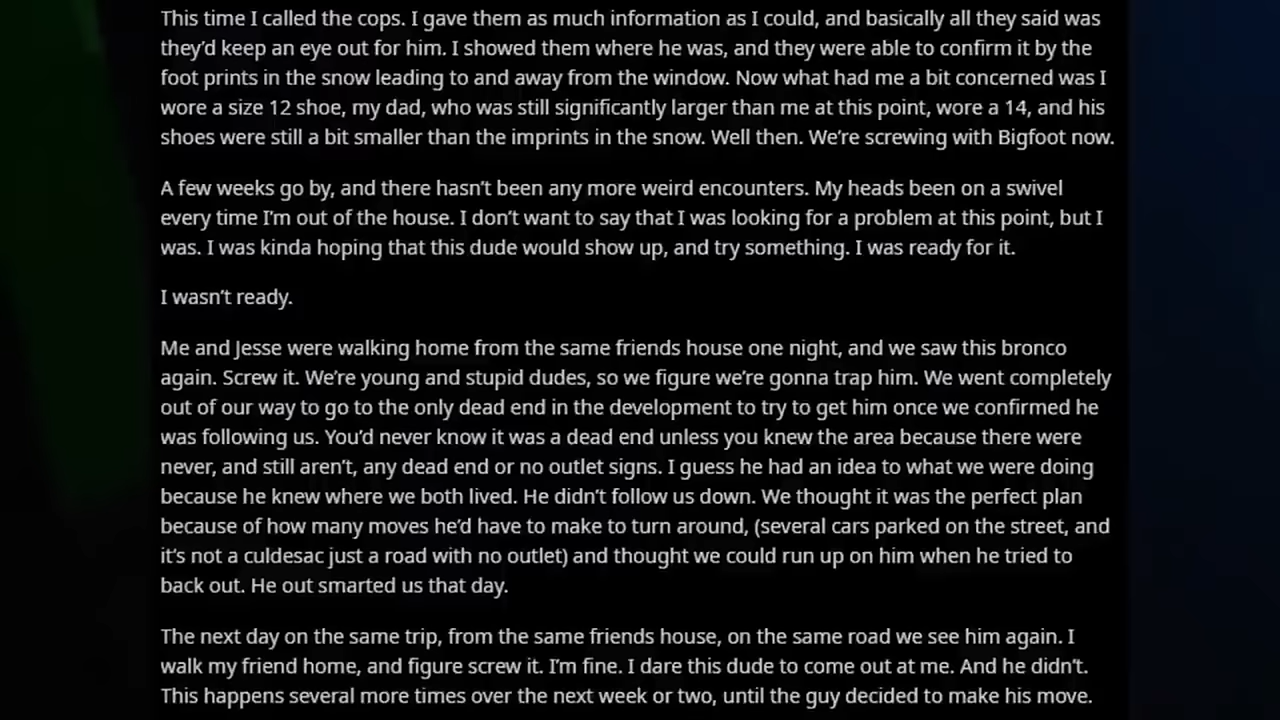 This time I called the cops. I gave them as much information as I could, and basically all they said was
they'd keep an eye out for him. I showed them where he was, and they were able to confirm it by the
foot prints in the snow leading to and away from the window. Now what had me a bit concerned was I
wore a size 12 shoe, my dad, who was still significantly larger than me at this point, wore a 14, and his
shoes were still a bit smaller than the imprints in the snow. Well then. We're screwing with Bigfoot now.
A few weeks go by, and there hasn't been any more weird encounters. My heads been on a swivel
every time I'm out of the house. I don't want to say that I was looking for a problem at this point, but I
was. I was kinda hoping that this dude would show up, and try something. I was ready for it.
I wasn't ready.
Me and Jesse were walking home from the same friends house one night, and we saw this bronco
again. Screw it. We're young and stupid dudes, so we figure we're gonna trap him. We went completely
out of our way to go to the only dead end in the development to try to get him once we confirmed he
was following us. You'd never know it was a dead end unless you knew the area because there were
never, and still aren't, any dead end or no outlet signs. I guess he had an idea to what we were doing
because he knew where we both lived. He didn't follow us down. We thought it was the perfect plan
because of how many moves he'd have to make to turn around, (several cars parked on the street, and
it's not a culdesac just a road with no outlet) and thought we could run up on him when he tried to
back out. He out smarted us that day.
The next day on the same trip, from the same friends house, on the same road we see him again. I
walk my friend home, and figure screw it. I'm fine. I dare this dude to come out at me. And he didn't.
This happens several more times over the next week or two, until the guy decided to make his move.